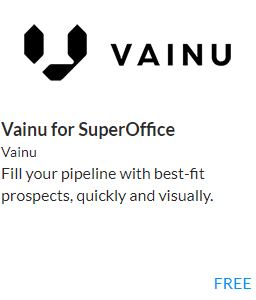 VAINU
Vainu for SuperOffice
Vainu
Fill your pipeline with best-fit
prospects, quickly and visually.
FREE